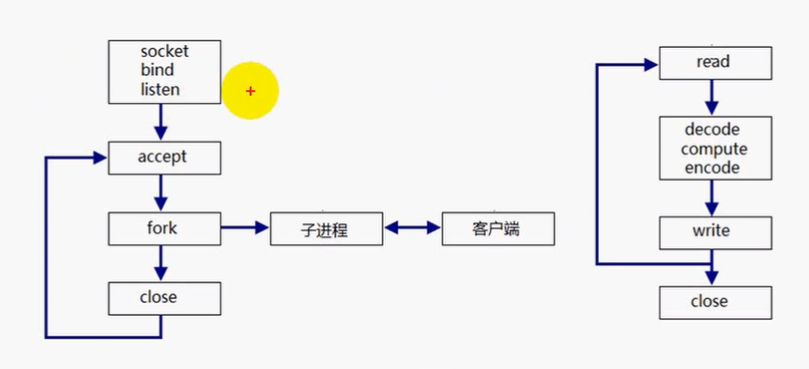 socket
bind
listen
accept
fork
子进程
客户端
close
read
decode
compute
encode
write
close